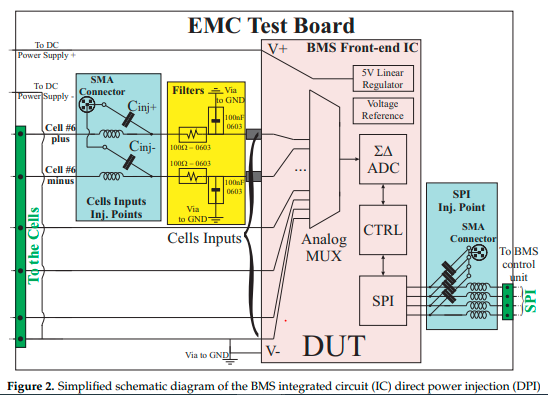 EMC Test Board
To DC
Power Supply +
V+
BMS Front-end IC
To DC
Power Supply -
SMA
Connector
Cinj+
Cinj-
Cell #6
plus
Cell #6
minus
Cells Inputs
Inj. Points
Filters
Via
to GND
100nF
0603
100Ω – 0603
100Ω – 0603
100nF
0603
Via
to GND
5V Linear
Regulator
Voltage
Reference
ΣΔ
ADC
...
Analog
MUX
CTRL
SPI
Cells Inputs
To the Cells
SPI
Inj. Point
SMA
Connector
To BMS
control
unit
SPI
Via to GND
V-
DUT
Figure 2. Simplified schematic diagram of the BMS integrated circuit (IC) direct power injection (DPI)